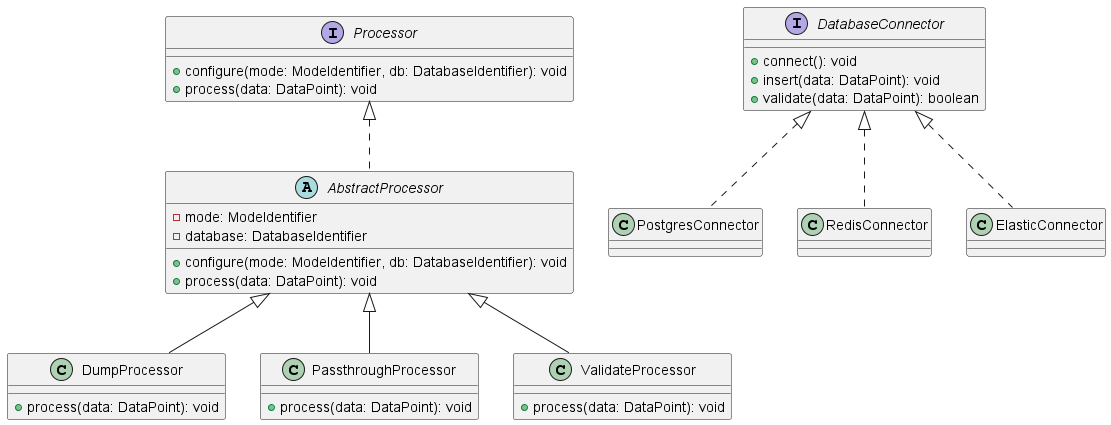 I Processor
configure(mode: ModeIdentifier, db: DatabaseIdentifier): void
process(data: DataPoint): void
I DatabaseConnector
connect(): void
insert(data: DataPoint): void
validate(data: DataPoint): boolean
A AbstractProcessor
mode: ModeIdentifier
database: DatabaseIdentifier
configure(mode: ModeIdentifier, db: DatabaseIdentifier): void
process(data: DataPoint): void
C PostgresConnector
C RedisConnector
C ElasticConnector
C DumpProcessor
process(data: DataPoint): void
C PassthroughProcessor
process(data: DataPoint): void
C ValidateProcessor
process(data: DataPoint): void